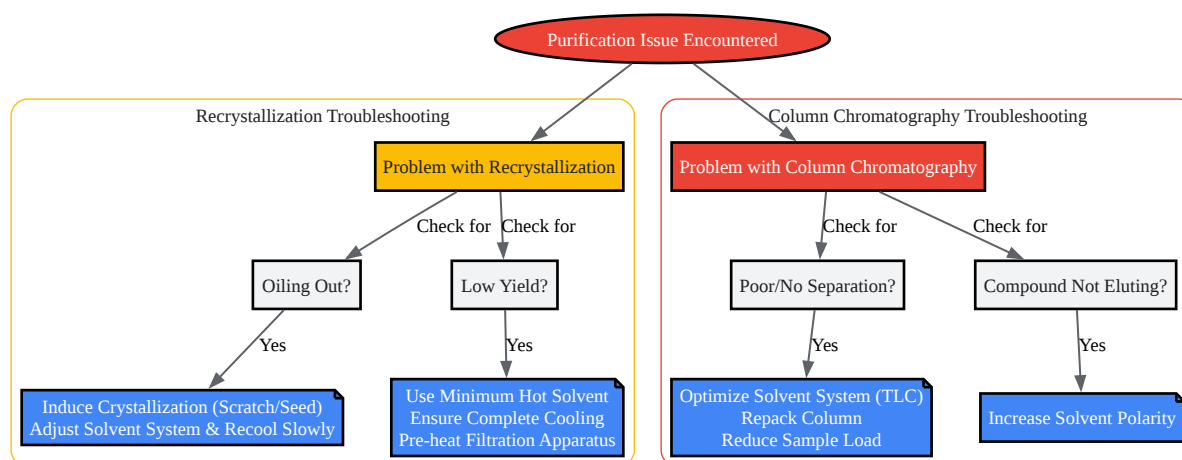 Purification Issue Encountered
Recrystallization Troubleshooting
Column Chromatography Troubleshooting
Problem with Recrystallization
Problem with Column Chromatography
Check for
Check for
Check for
Check for
Oiling Out?
Low Yield?
Poor/No Separation?
Compound Not Eluting?
Yes
Yes
Yes
Yes
Induce Crystallization (Scratch/Seed)
Adjust Solvent System & Recool Slowly
Use Minimum Hot Solvent
Ensure Complete Cooling
Pre-heat Filtration Apparatus
Optimize Solvent System (TLC)
Repack Column
Reduce Sample Load
Increase Solvent Polarity